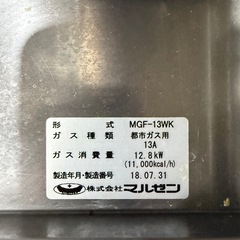 形式 MGF-13WK
ガス種類 都市ガス用
13A
ガス消費量 12.8kW
(11,000kcal/h)
製造年月・製造番号 18.07.31
株式会社マルゼン